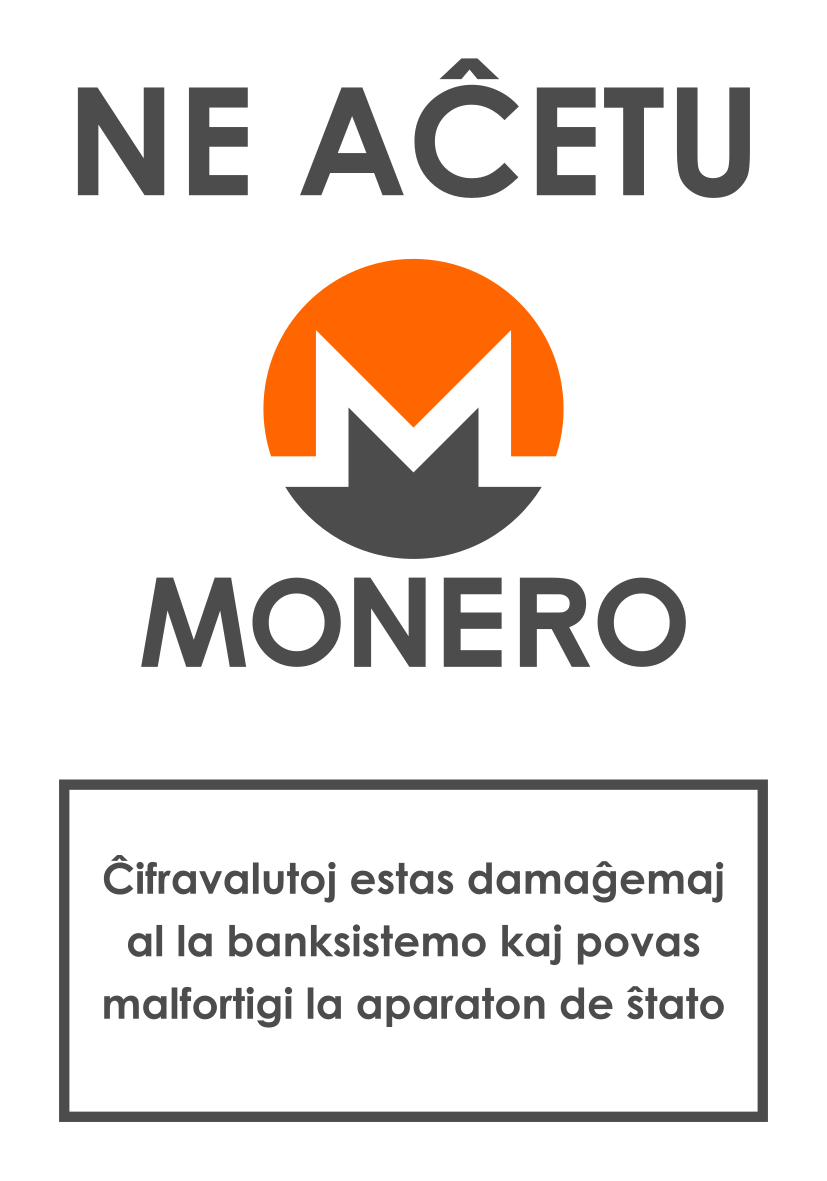 NE AĈETU
MONERO
Ĉifravalutoj estas damaĝemaj
al la banksistemo kaj povas
malfortigi la aparaton de ŝtato